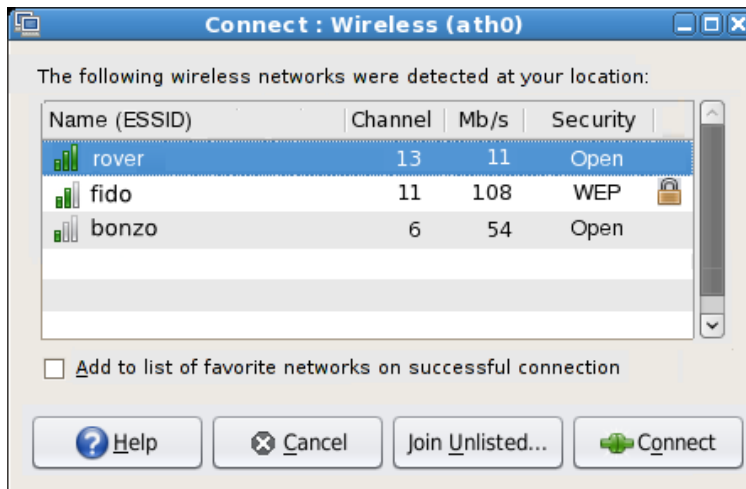 Connect : Wireless (ath0)
The following wireless networks were detected at your location:
Name (ESSID) Channel Mb/s Security
rover 13 11 Open
fido 11 108 WEP
bonzo 6 54 Open
Add to list of favorite networks on successful connection
Help Cancel Join Unlisted... Connect